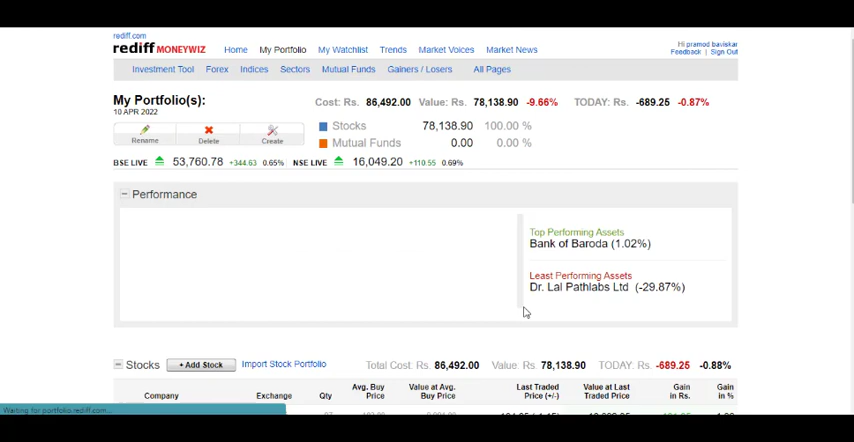 rediff.com
rediff MONEYWIZ Home My Portfolio My Watchlist Trends Market Voices Market News
Hi pramod baviskar
Feedback | Sign Out
Investment Tool Forex Indices Sectors Mutual Funds Gainers / Losers All Pages
My Portfolio(s):
10 APR 2022
Cost: Rs. 86,492.00 Value: Rs. 78,138.90 -9.66% TODAY: Rs. -689.25 -0.87%
Rename Delete Create
Stocks 78,138.90 100.00 %
Mutual Funds 0.00 0.00 %
BSE LIVE 53,760.78 +344.63 0.65% NSE LIVE 16,049.20 +110.55 0.69%
Performance
Top Performing Assets
Bank of Baroda (1.02%)
Least Performing Assets
Dr. Lal Pathlabs Ltd (-29.87%)
Stocks + Add Stock Import Stock Portfolio Total Cost: Rs. 86,492.00 Value: Rs. 78,138.90 TODAY: Rs. -689.25 -0.88%
Company Exchange Qty Avg. Buy Price Value at Avg. Buy Price Last Traded Price (+/-) Value at Last Traded Price Gain in Rs. Gain in %
Waiting for portfolio.rediff.com...